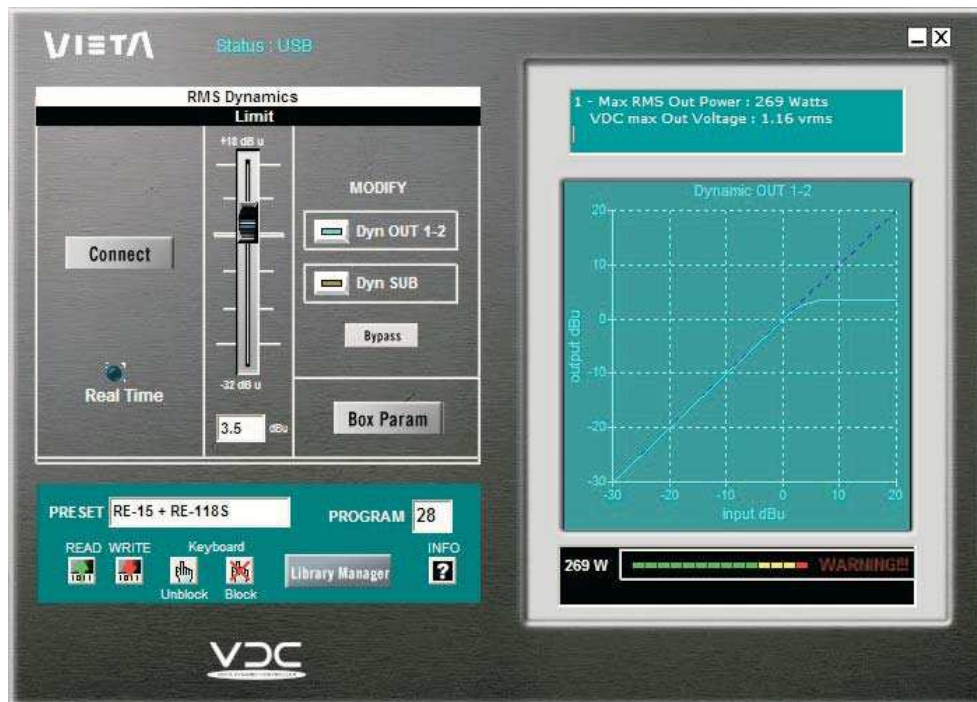 VIETA
Status : USB
RMS Dynamics
Limit
+18 dB u
MODIFY
Dyn OUT 1-2
Connect
Dyn SUB
Bypass
Real Time
-32 dB u
3.5 dBu
Box Param
PRESET RE-15 + RE-118S
PROGRAM 28
READ WRITE Keyboard INFO
1011 1011 ?
Library Manager
Unblock Block
VDC
1 - Max RMS Out Power : 269 Watts
VDC max Out Voltage : 1.16 vrms
Dynamic OUT 1-2
20
10
0
-10
-20
-30
output dBu
-30 -20 -10 0 10 20
input dBu
269 W WARNING!!!